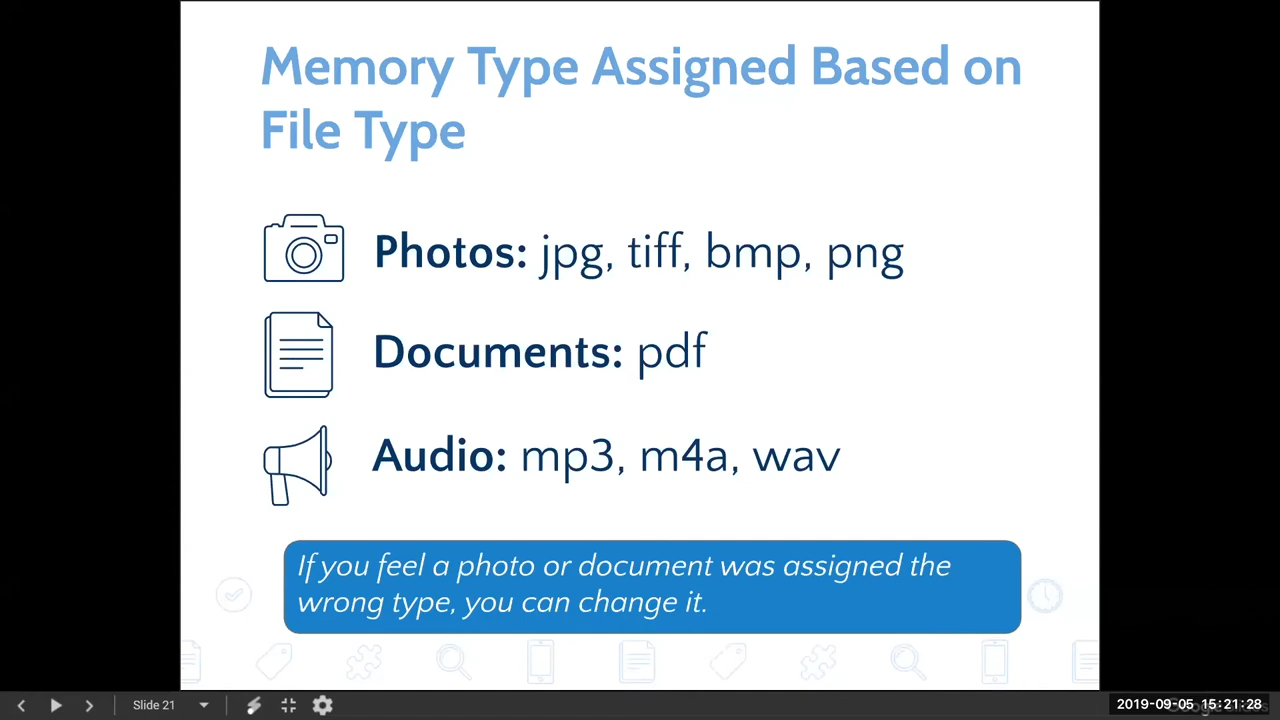 Memory Type Assigned Based on
File Type
Photos: jpg, tiff, bmp, png
Documents: pdf
Audio: mp3, m4a, wav
If you feel a photo or document was assigned the
wrong type, you can change it.
Slide 21
2019-09-05 15:21:28